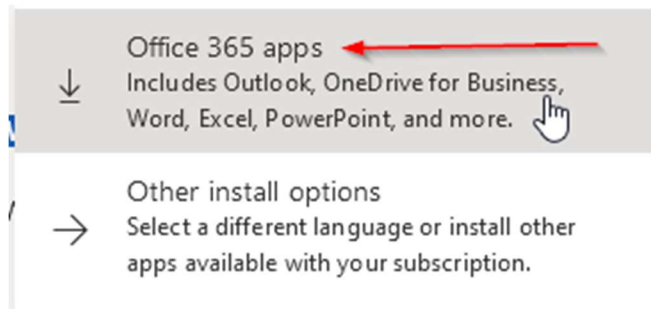 Office 365 apps
Includes Outlook, OneDrive for Business,
Word, Excel, PowerPoint, and more.
Other install options
Select a different language or install other
apps available with your subscription.